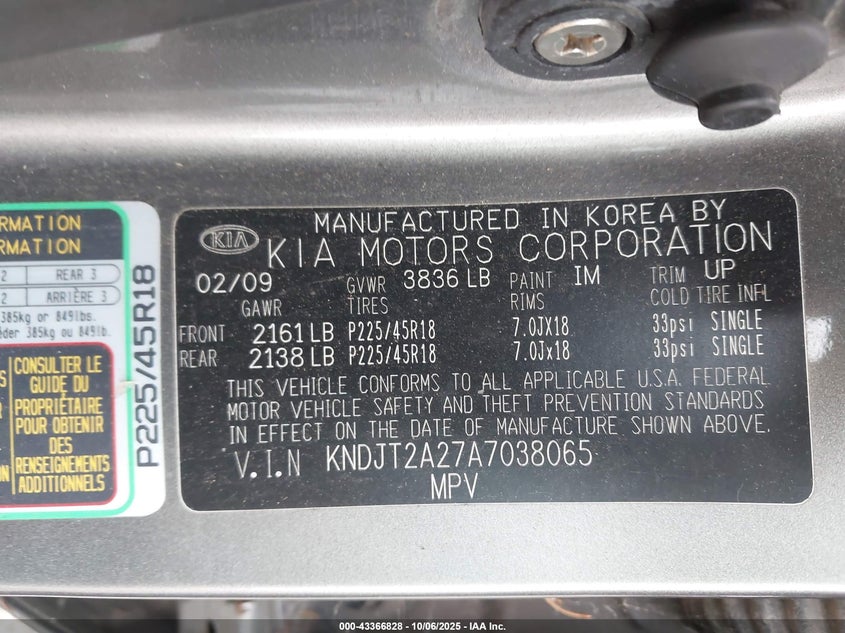 RMATION
RMATION
2 REAR 3
2 ARRIÈRE 3
385kg or 849lbs.
éder 385kg ou 849lb.
CONSULTER LE
GUIDE DU
PROPRIÉTAIRE
POUR OBTENIR
DES
RENSEIGNEMENTS
ADDITIONNELS
P225/45R18
KIA
MANUFACTURED IN KOREA BY
KIA MOTORS CORPORATION
02/09 GVWR 3836 LB PAINT IM TRIM UP
GAWR TIRES RIMS COLD TIRE INFL
FRONT 2161 LB P225/45R18 7.0JX18 33psi SINGLE
REAR 2138 LB P225/45R18 7.0Jx18 33psi SINGLE
THIS VEHICLE CONFORMS TO ALL APPLICABLE U.S.A. FEDERAL
MOTOR VEHICLE SAFETY AND THEFT PREVENTION STANDARDS
IN EFFECT ON THE DATE OF MANUFACTURE SHOWN ABOVE.
V.I.N KNDJT2A27A7038065
MPV
000-43366828 - 10/06/2025 - IAA Inc.